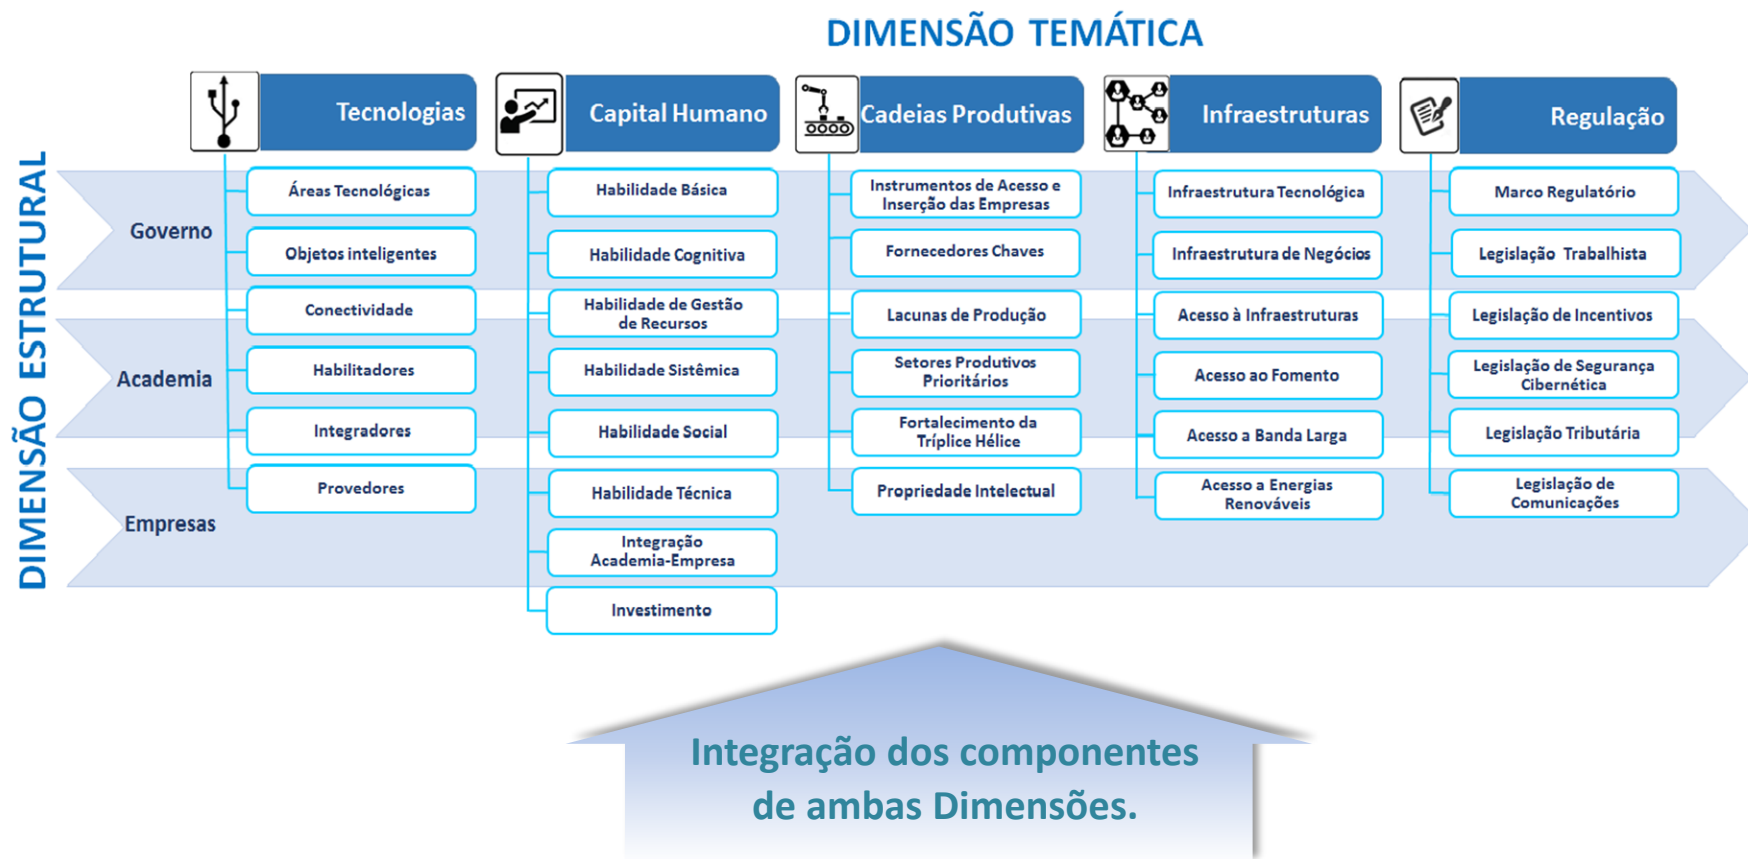 DIMENSÃO TEMÁTICA
DIMENSÃO ESTRUTURAL
Governo
Academia
Empresas
Tecnologias
Áreas Tecnológicas
Objetos inteligentes
Conectividade
Habilitadores
Integradores
Provedores
Capital Humano
Habilidade Básica
Habilidade Cognitiva
Habilidade de Gestão
de Recursos
Habilidade Sistêmica
Habilidade Social
Habilidade Técnica
Integração
Academia-Empresa
Investimento
Cadeias Produtivas
Instrumentos de Acesso e
Inserção das Empresas
Fornecedores Chaves
Lacunas de Produção
Setores Produtivos
Prioritários
Fortalecimento da
Tríplice Hélice
Propriedade Intelectual
Infraestruturas
Infraestrutura Tecnológica
Infraestrutura de Negócios
Acesso à Infraestruturas
Acesso ao Fomento
Acesso a Banda Larga
Acesso a Energias
Renováveis
Regulação
Marco Regulatório
Legislação Trabalhista
Legislação de Incentivos
Legislação de Segurança
Cibernética
Legislação Tributária
Legislação de
Comunicações
Integração dos componentes
de ambas Dimensões.